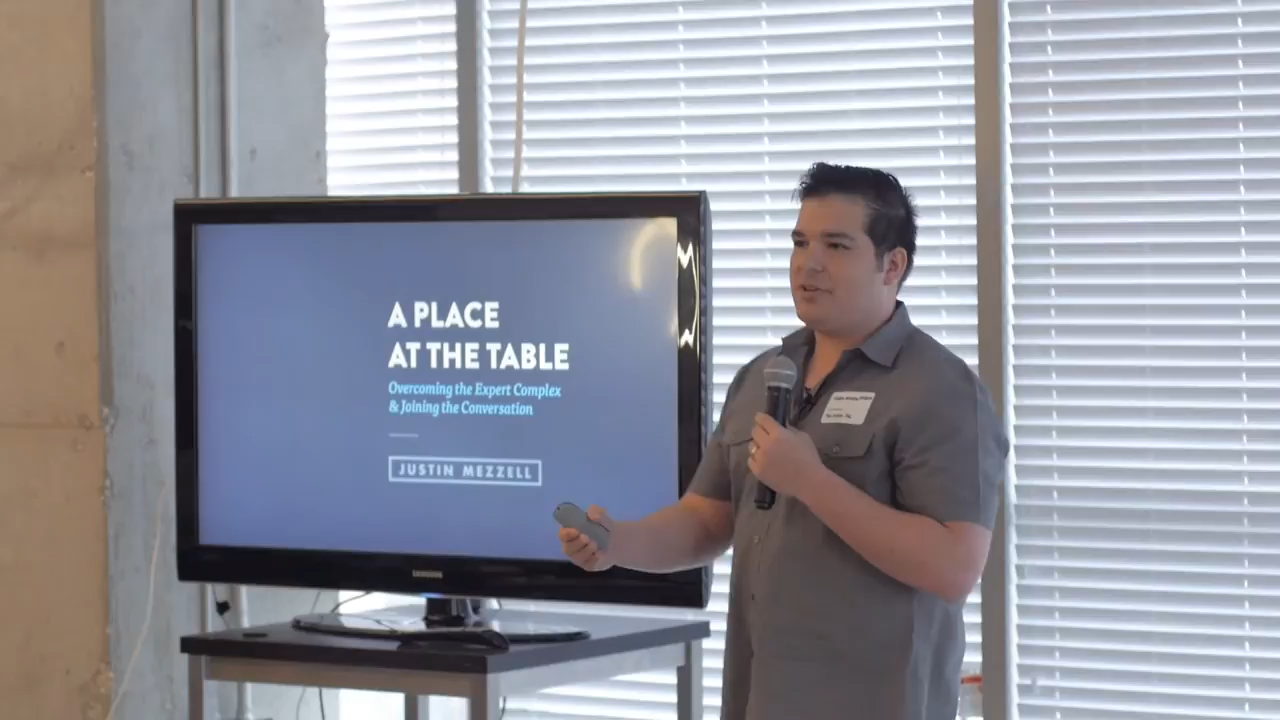 A PLACE
AT THE TABLE
Overcoming the Expert Complex
& Joining the Conversation
JUSTIN MEZZELL
SAMSUNG